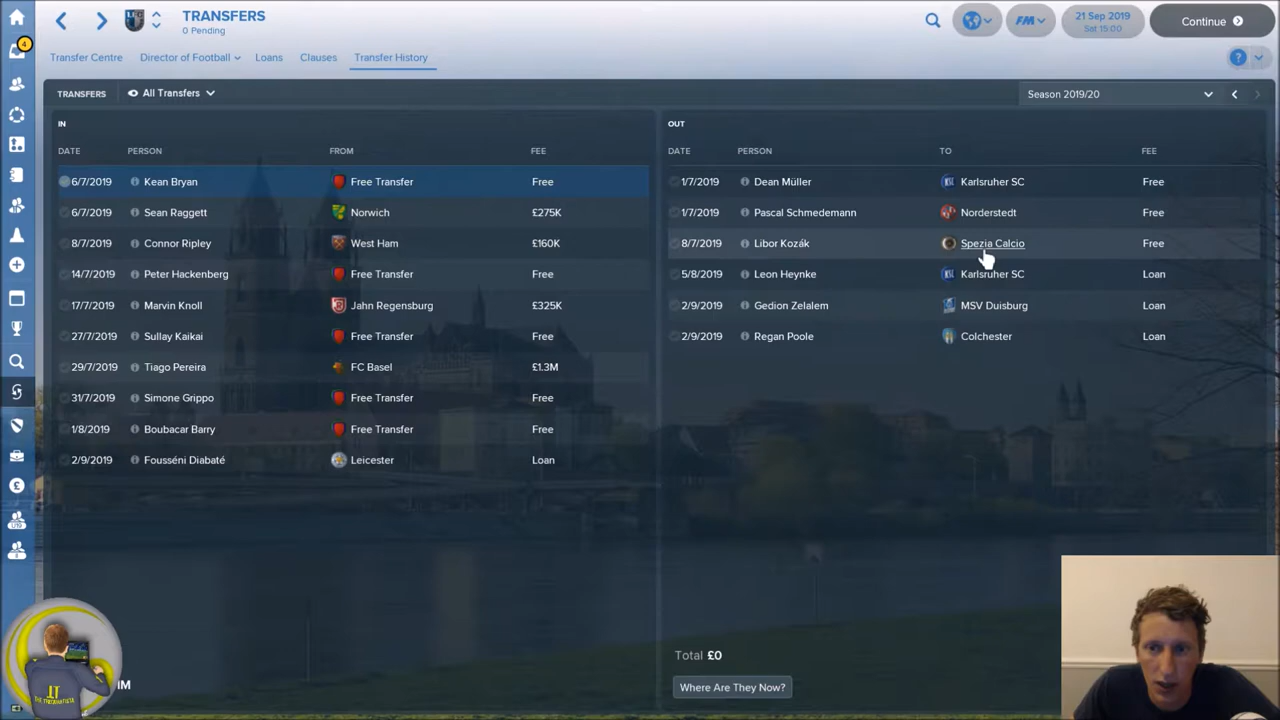 TRANSFERS
0 Pending
FM
21 Sep 2019
Sat 15:00
Continue
4
Transfer Centre Director of Football Loans Clauses Transfer History
?
TRANSFERS All Transfers Season 2019/20
IN
DATE PERSON FROM FEE
6/7/2019 Kean Bryan Free Transfer Free
6/7/2019 Sean Raggett Norwich £275K
8/7/2019 Connor Ripley West Ham £160K
14/7/2019 Peter Hackenberg Free Transfer Free
17/7/2019 Marvin Knoll Jahn Regensburg £325K
27/7/2019 Sullay Kaikai Free Transfer Free
29/7/2019 Tiago Pereira FC Basel £1.3M
31/7/2019 Simone Grippo Free Transfer Free
1/8/2019 Boubacar Barry Free Transfer Free
2/9/2019 Fousséni Diabaté Leicester Loan
OUT
DATE PERSON TO FEE
1/7/2019 Dean Müller Karlsruher SC Free
1/7/2019 Pascal Schmedemann Norderstedt Free
8/7/2019 Libor Kozák Spezia Calcio Free
5/8/2019 Leon Heynke Karlsruher SC Loan
2/9/2019 Gedion Zelalem MSV Duisburg Loan
2/9/2019 Regan Poole Colchester Loan
Total £0
Where Are They Now?